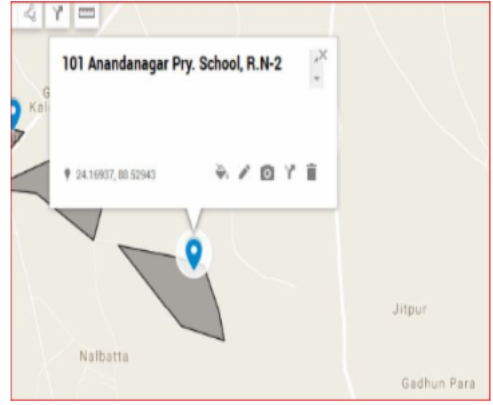 101 Anandanagar Pry. School, R.N-2
24.16937, 88.52943
Jitpur
Nalbatta
Gadhun Para